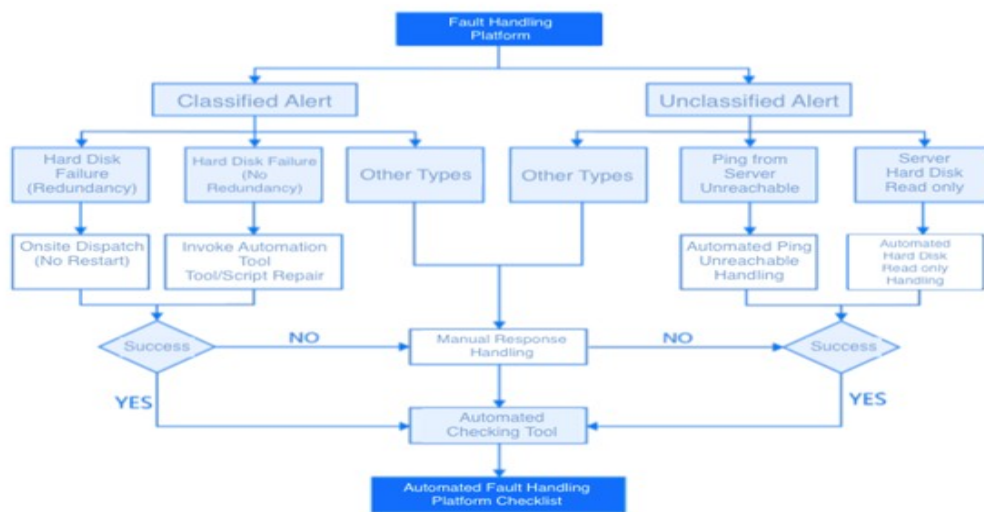 Fault Handling
Platform
Classified Alert
Unclassified Alert
Hard Disk
Failure
(Redundancy)
Hard Disk Failure
(No
Redundancy)
Other Types
Other Types
Ping from
Server
Unreachable
Server
Hard Disk
Read only
Onsite Dispatch
(No Restart)
Invoke Automation
Tool
Tool/Script Repair
Automated Ping
Unreachable
Handling
Automated
Hard Disk
Read only
Handling
Success
NO
Manual Response
Handling
NO
Success
YES
YES
Automated
Checking Tool
Automated Fault Handling
Platform Checklist